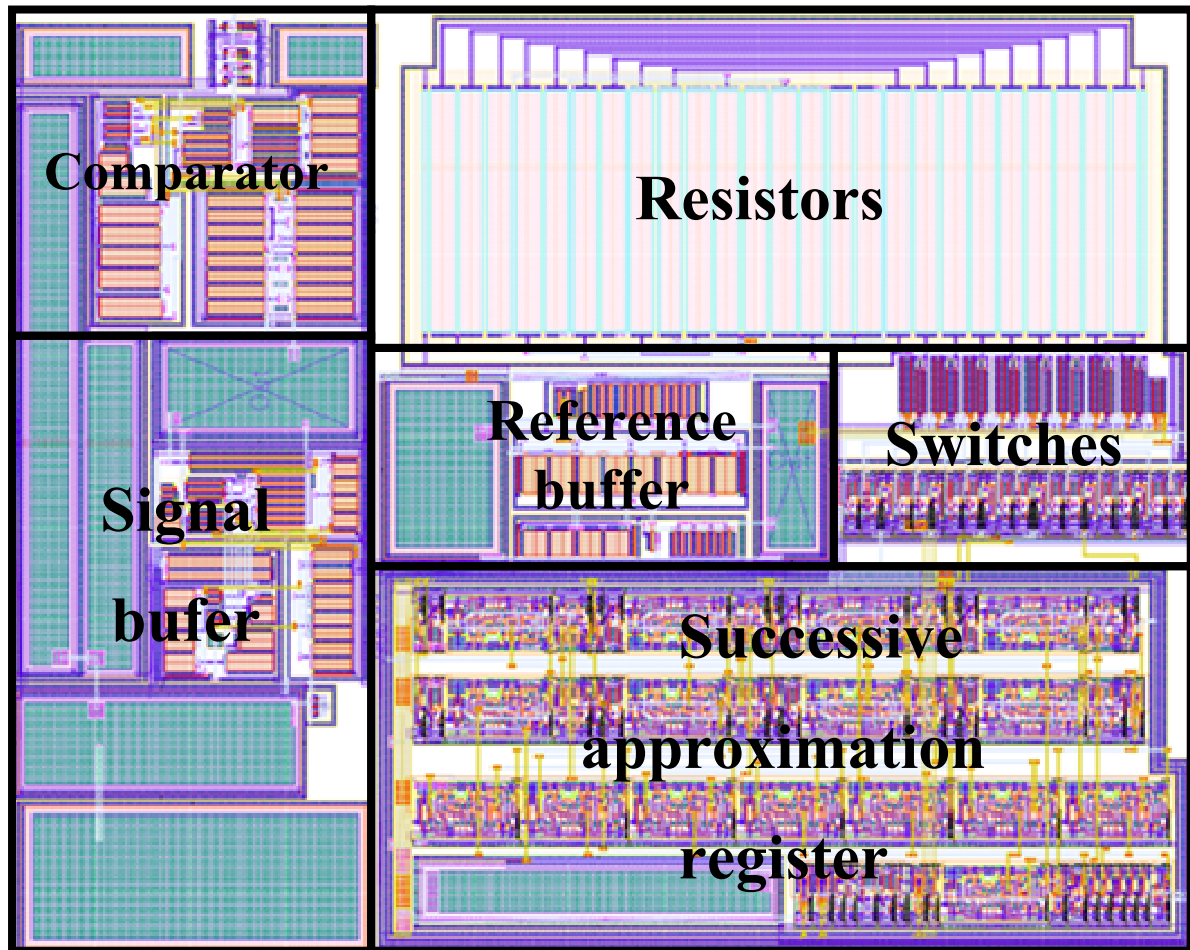 Comparator
Resistors
Reference
buffer
Switches
Signal
bufer
Successive
approximation
register